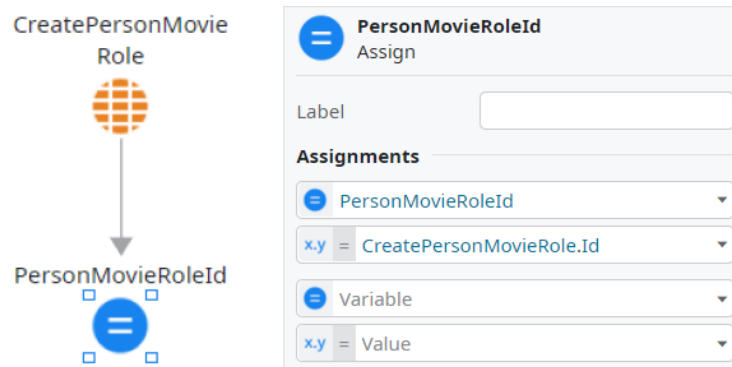 CreatePersonMovie
Role
PersonMovieRoleId
PersonMovieRoleId
Assign
Label
Assignments
PersonMovieRoleId
x.y = CreatePersonMovieRole.Id
Variable
x.y = Value